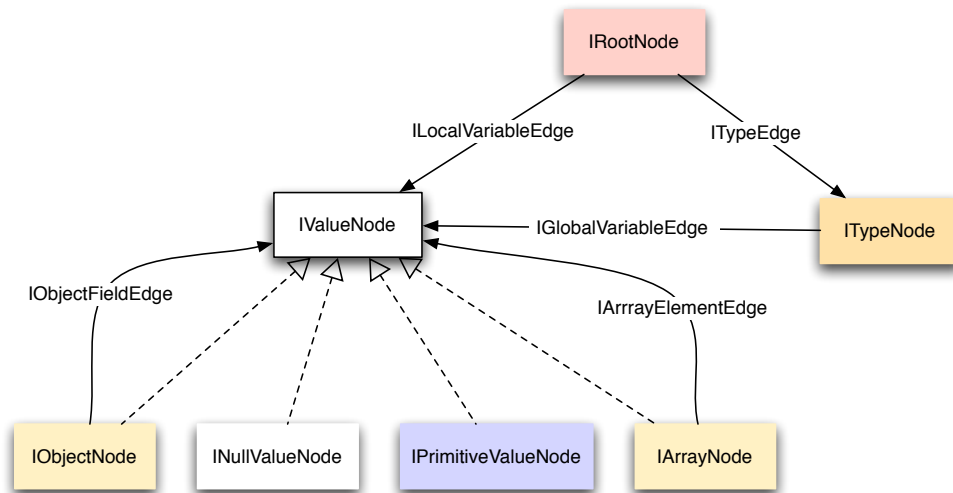 IRootNode
ILocalVariableEdge
ITypeEdge
IValueNode
IGlobalVariableEdge
ITypeNode
IObjectFieldEdge
IArrrayElementEdge
IObjectNode
INullValueNode
IPrimitiveValueNode
IArrayNode